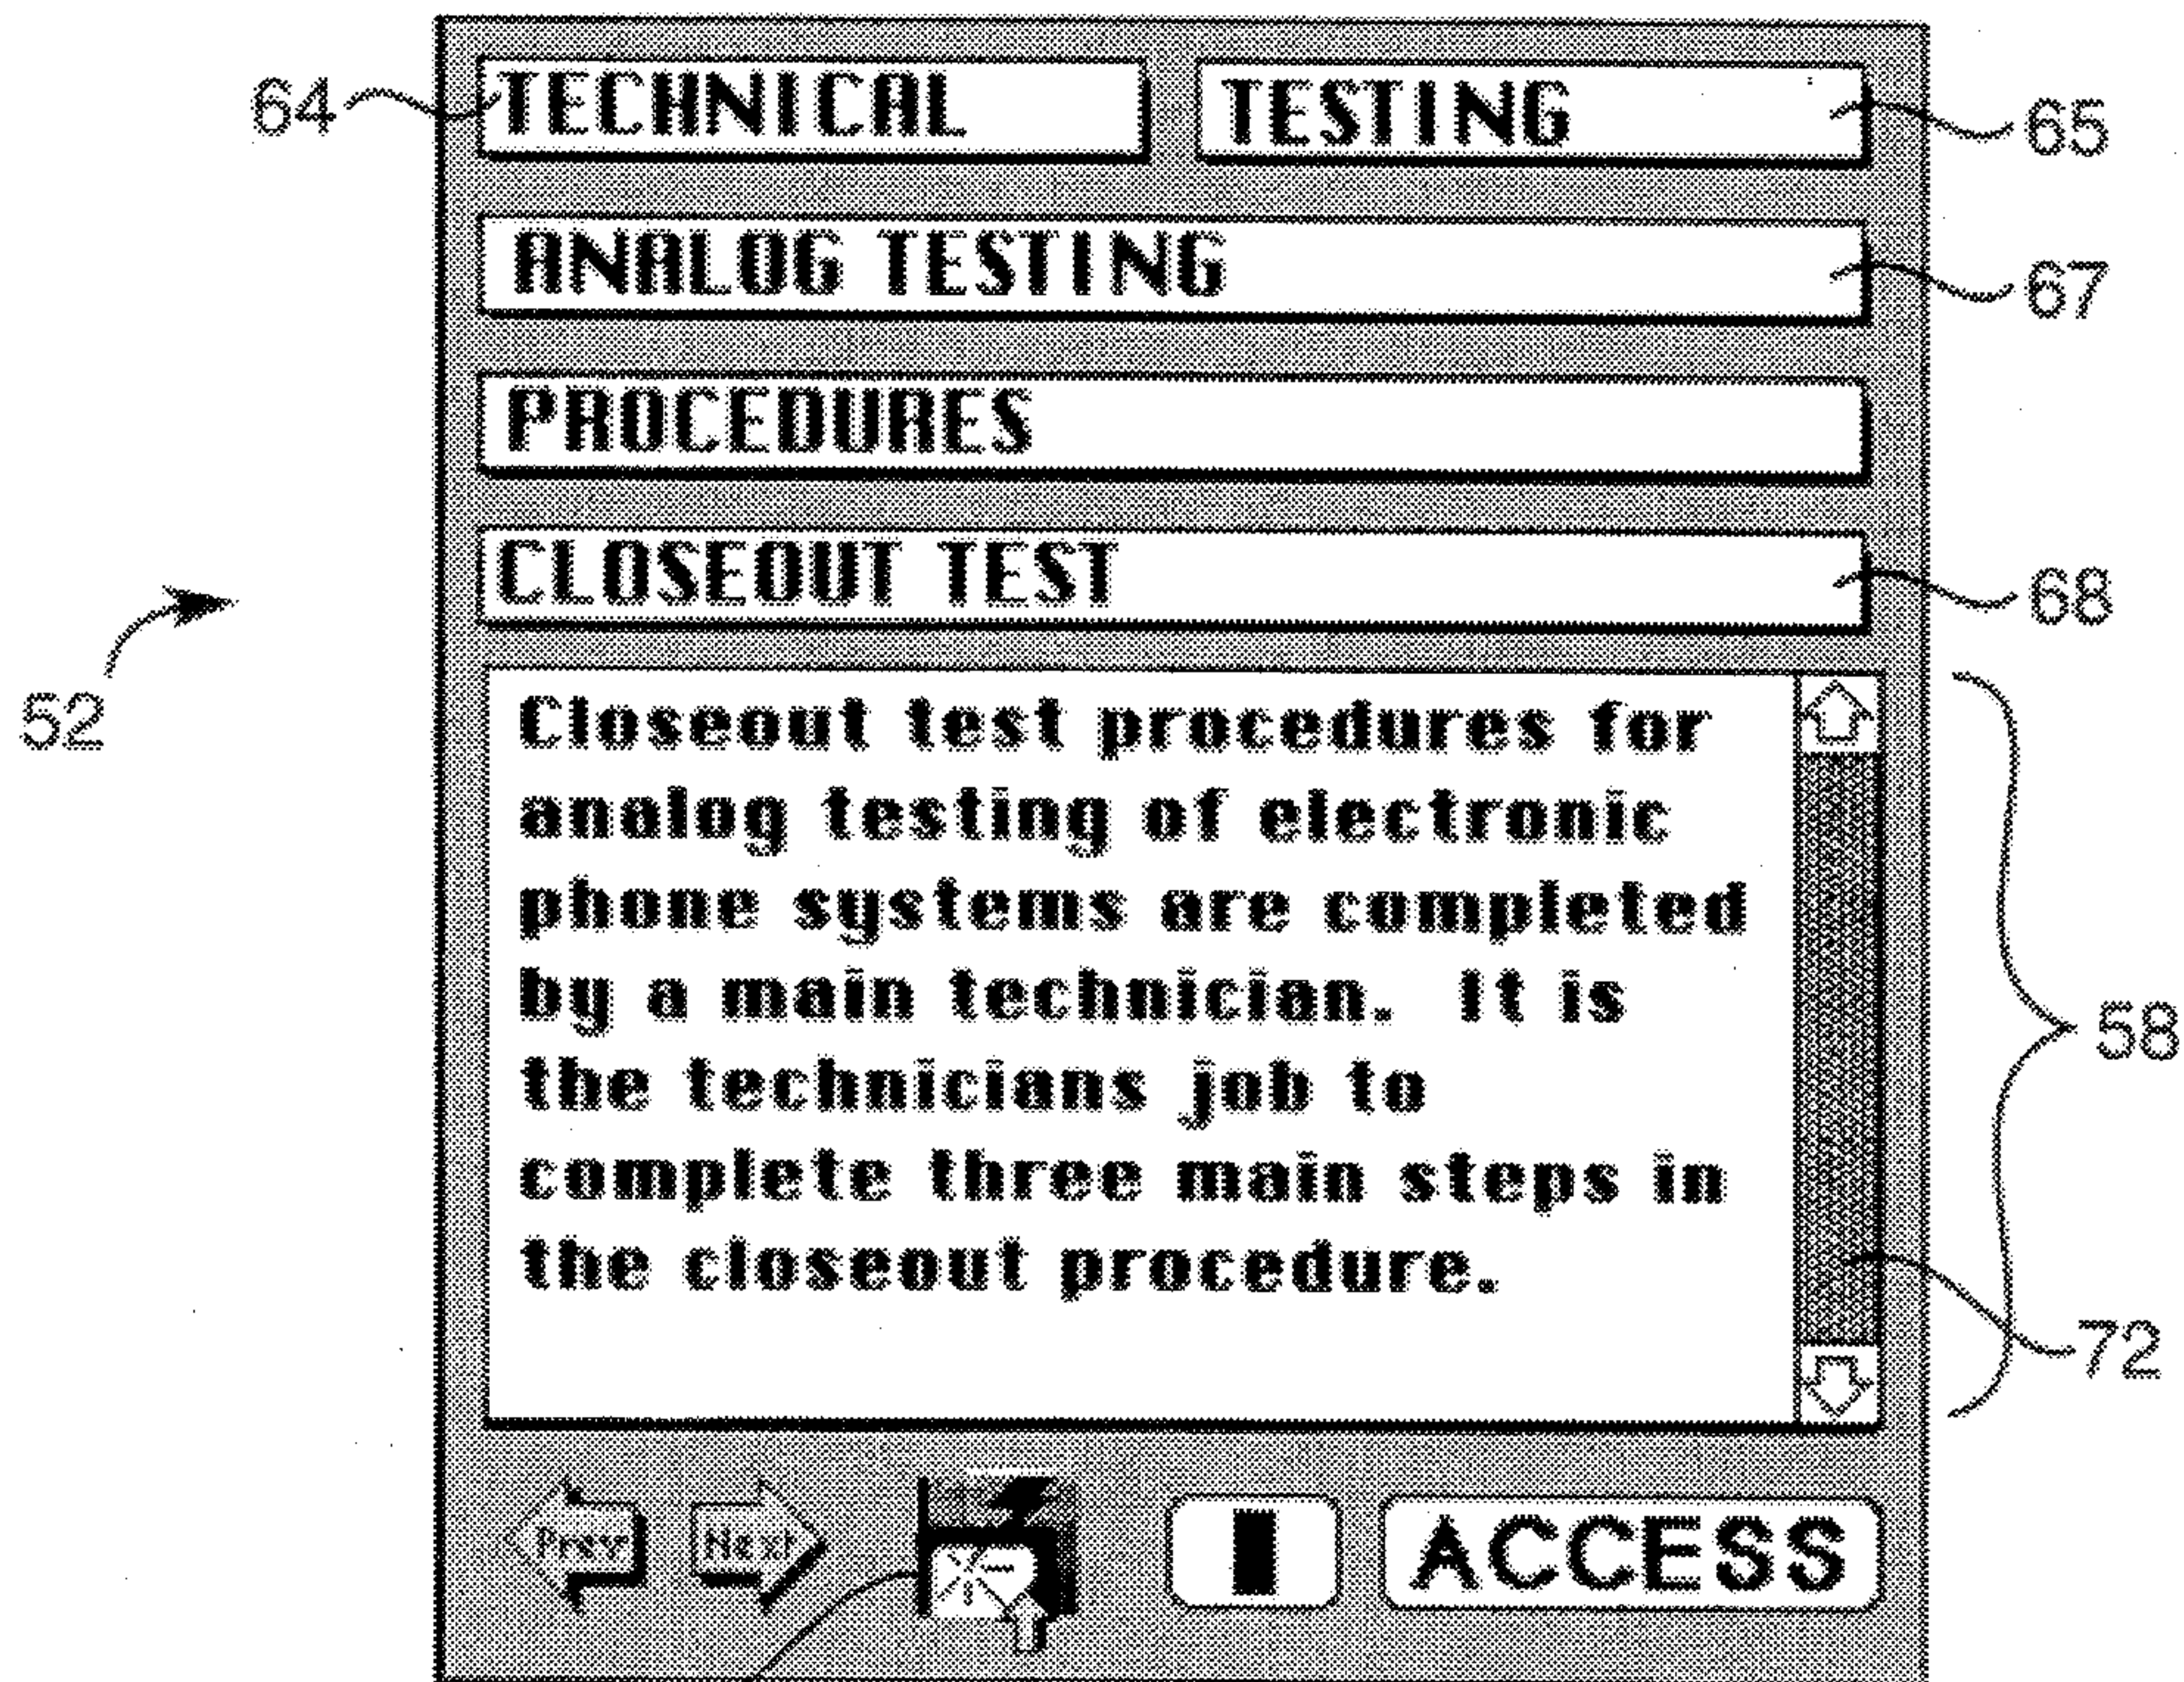 64 TECHNICAL TESTING 65
ANALOG TESTING 67
PROCEDURES
CLOSEOUT TEST 68
52
Closeout test procedures for
analog testing of electronic
phone systems are completed
by a main technician. It is
the technicians job to
complete three main steps in
the closeout procedure.
58
72
Prev Next I ACCESS